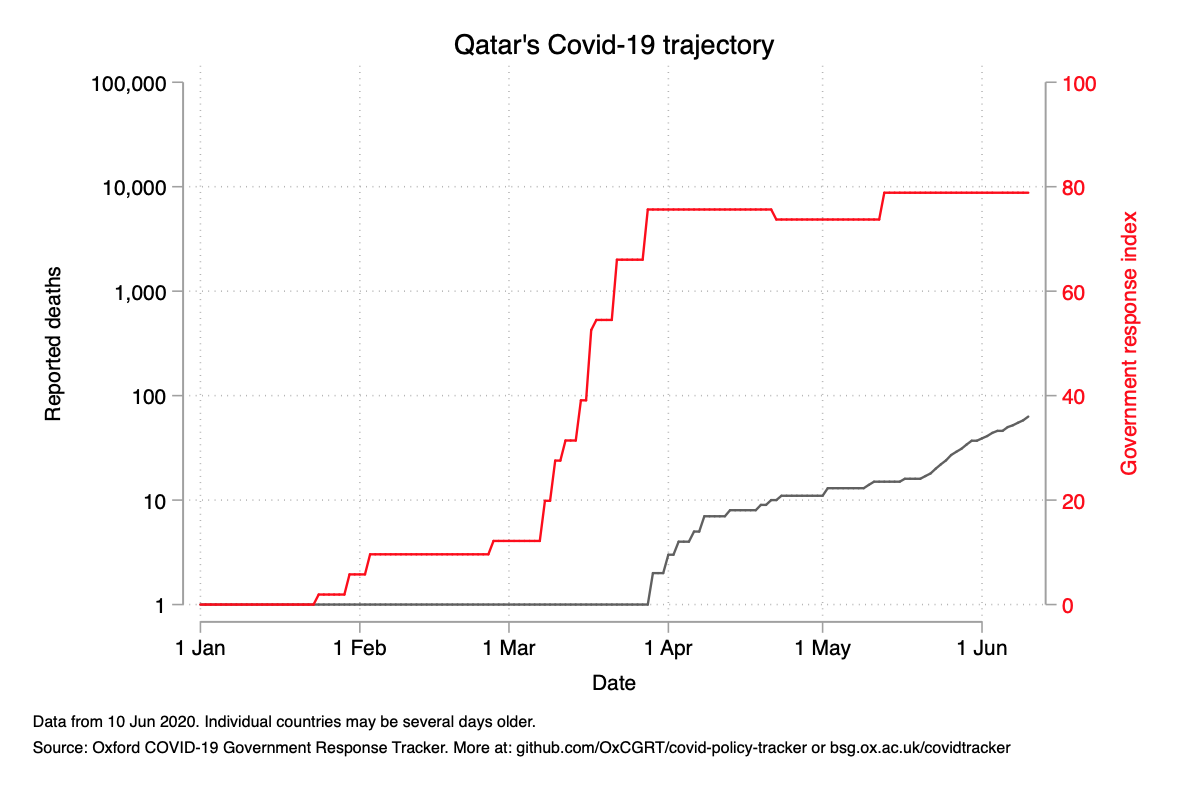 Qatar's Covid-19 trajectory
100,000
10,000
1,000
100
10
1
Reported deaths
100
80
60
40
20
0
Government response index
1 Jan 1 Feb 1 Mar 1 Apr 1 May 1 Jun
Date
Data from 10 Jun 2020. Individual countries may be several days older.
Source: Oxford COVID-19 Government Response Tracker. More at: github.com/OxCGRT/covid-policy-tracker or bsg.ox.ac.uk/covidtracker